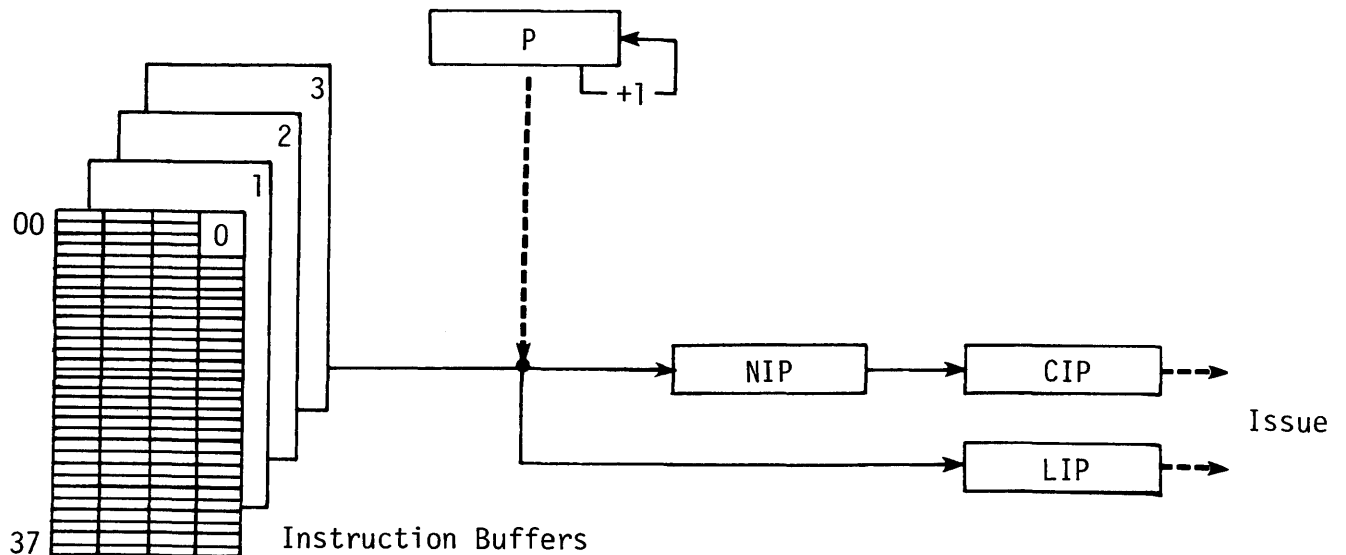 P
+1
3
2
1
0
00
NIP
CIP
Issue
LIP
37
Instruction Buffers